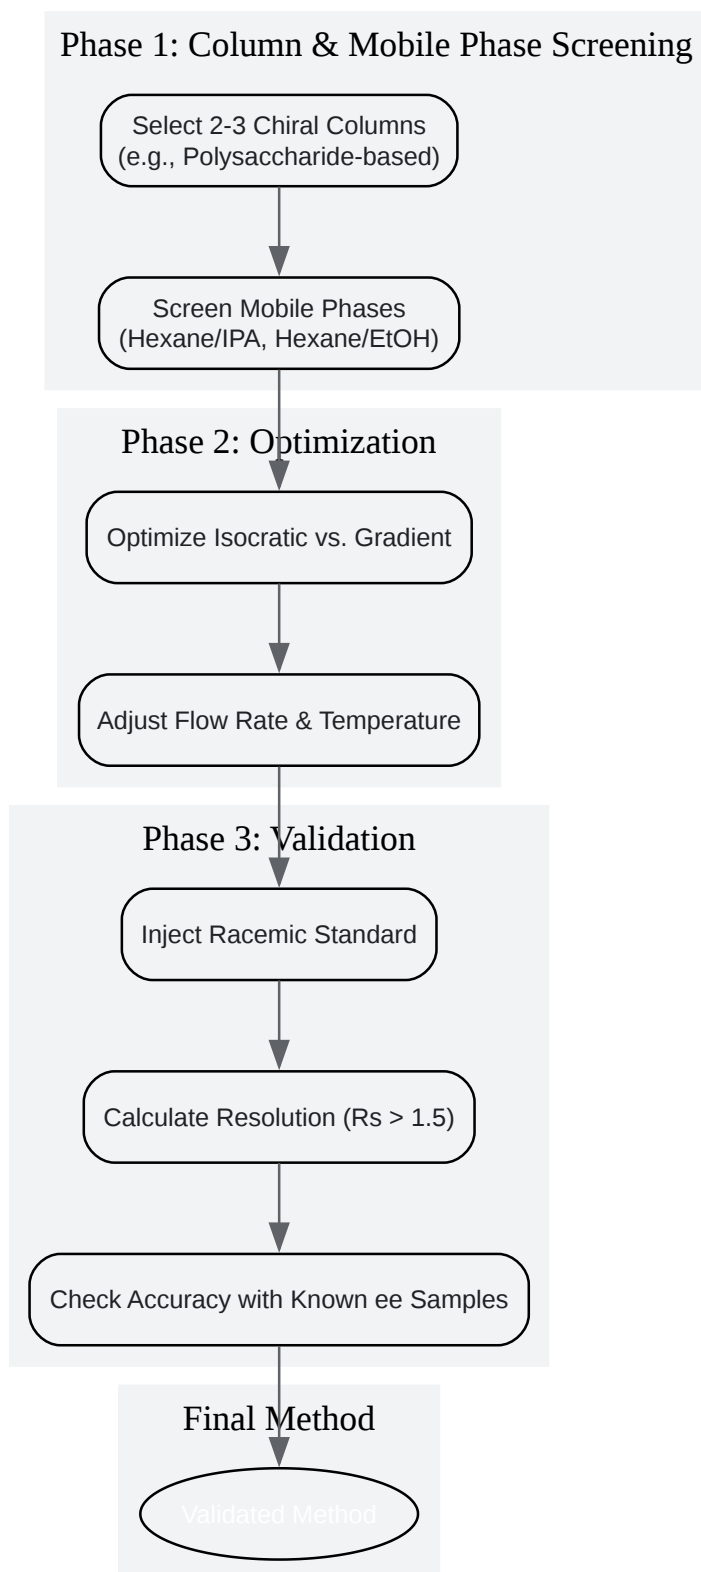 Phase 1: Column & Mobile Phase Screening
Select 2-3 Chiral Columns
(e.g., Polysaccharide-based)
Screen Mobile Phases
(Hexane/IPA, Hexane/EtOH)
Phase 2: Optimization
Optimize Isocratic vs. Gradient
Adjust Flow Rate & Temperature
Phase 3: Validation
Inject Racemic Standard
Calculate Resolution (Rs > 1.5)
Check Accuracy with Known ee Samples
Final Method
Validated Method